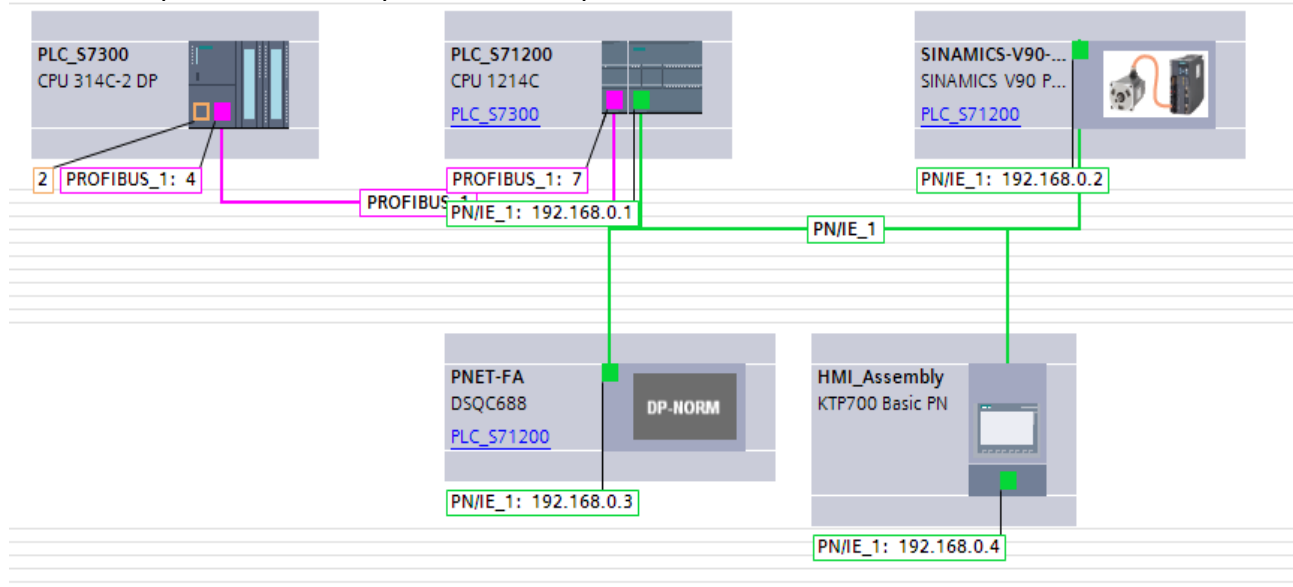 PLC_S7300
CPU 314C-2 DP
2
PROFIBUS_1: 4
PLC_S71200
CPU 1214C
PLC_S7300
PROFIBUS_1: 7
PN/IE_1: 192.168.0.1
SINAMICS-V90-...
SINAMICS V90 P...
PLC_S71200
PN/IE_1: 192.168.0.2
PROFIBUS_1
PN/IE_1
PNET-FA
DSQC688
PLC_S71200
DP-NORM
PN/IE_1: 192.168.0.3
HMI_Assembly
KTP700 Basic PN
PN/IE_1: 192.168.0.4